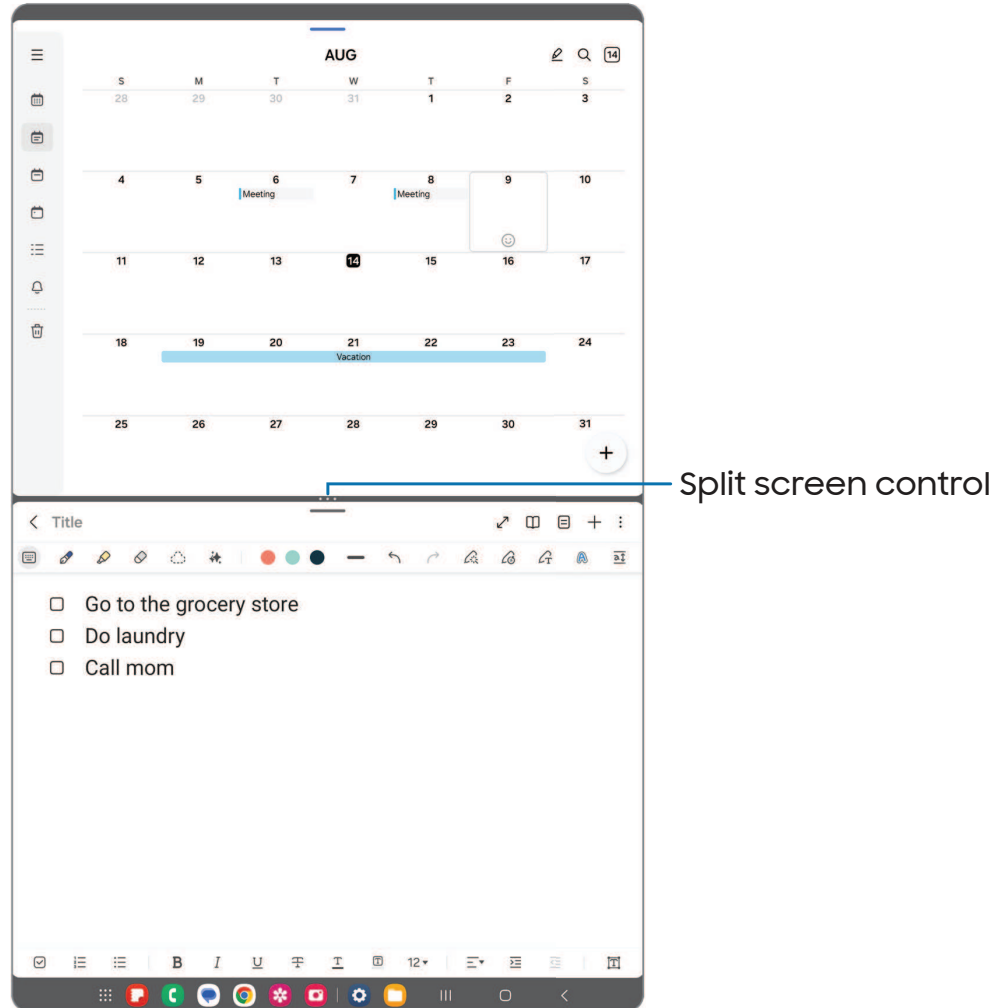 AUG
14
S M T W T F S
28 29 30 31 1 2 3
4 5 6 7 8 9 10
Meeting Meeting
11 12 13 14 15 16 17
18 19 20 21 22 23 24
Vacation
25 26 27 28 29 30 31
Split screen control
Title
Go to the grocery store
Do laundry
Call mom
B I U T T T 12 T